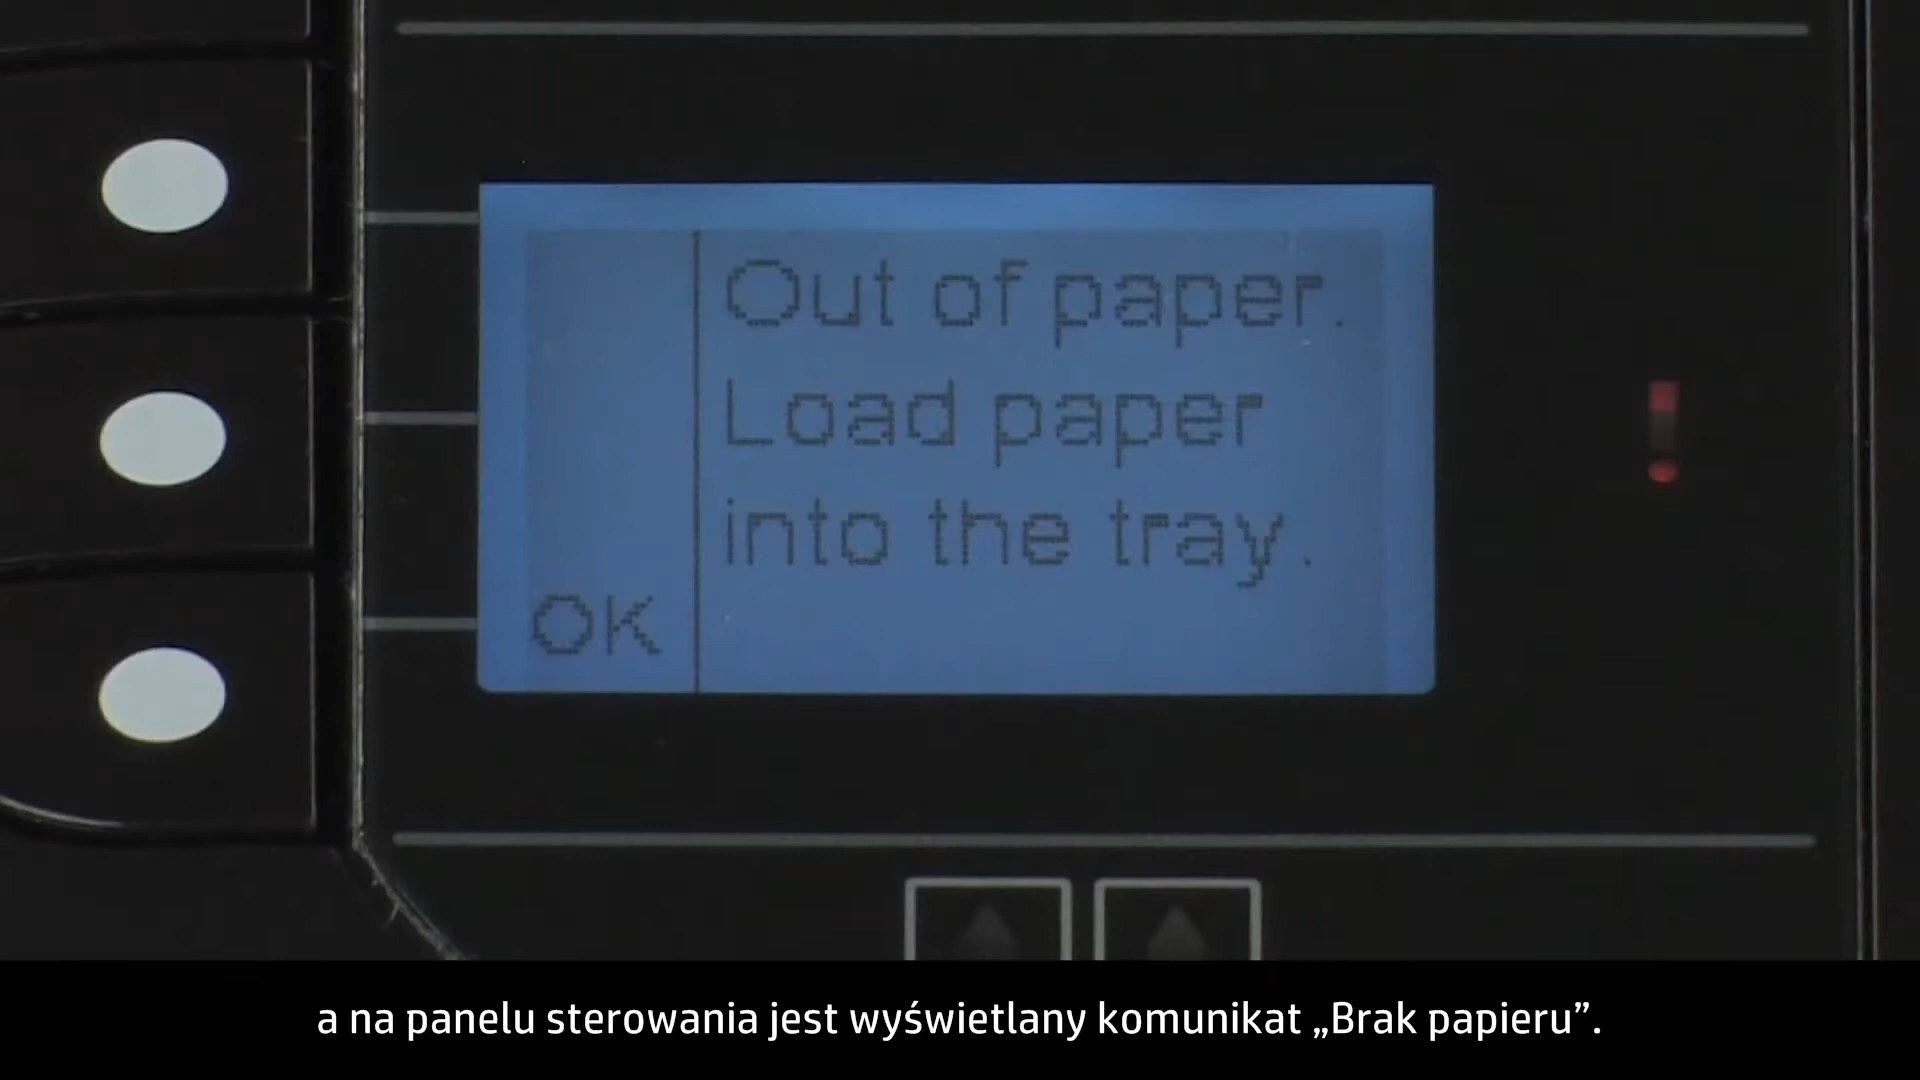 Out of paper.
Load paper
into the tray.
OK
a na panelu sterowania jest wyświetlany komunikat „Brak papieru”.